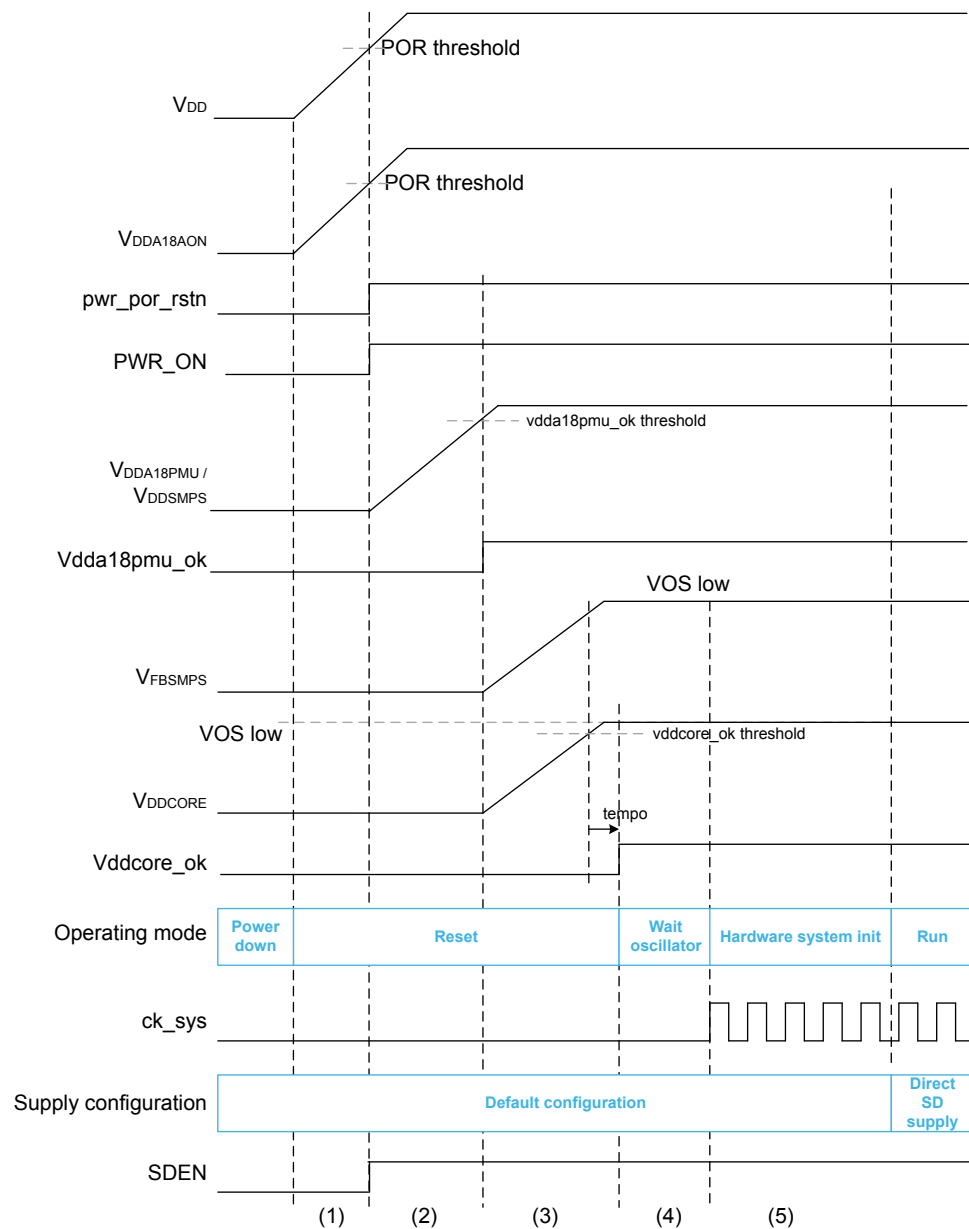 POR threshold
VDD
POR threshold
VDDA18AON
pwr_por_rstn
PWR_ON
vdda18pmu_ok threshold
VDDA18PMU /
VDDSMPS
Vdda18pmu_ok
VOS low
VFBSMPS
VOS low
vddcore_ok threshold
VDDCORE
tempo
Vddcore_ok
Operating mode
Power
down
Reset
Wait
oscillator
Hardware system init
Run
ck_sys
Supply configuration
Default configuration
Direct
SD
supply
SDEN
(1) (2) (3) (4) (5)